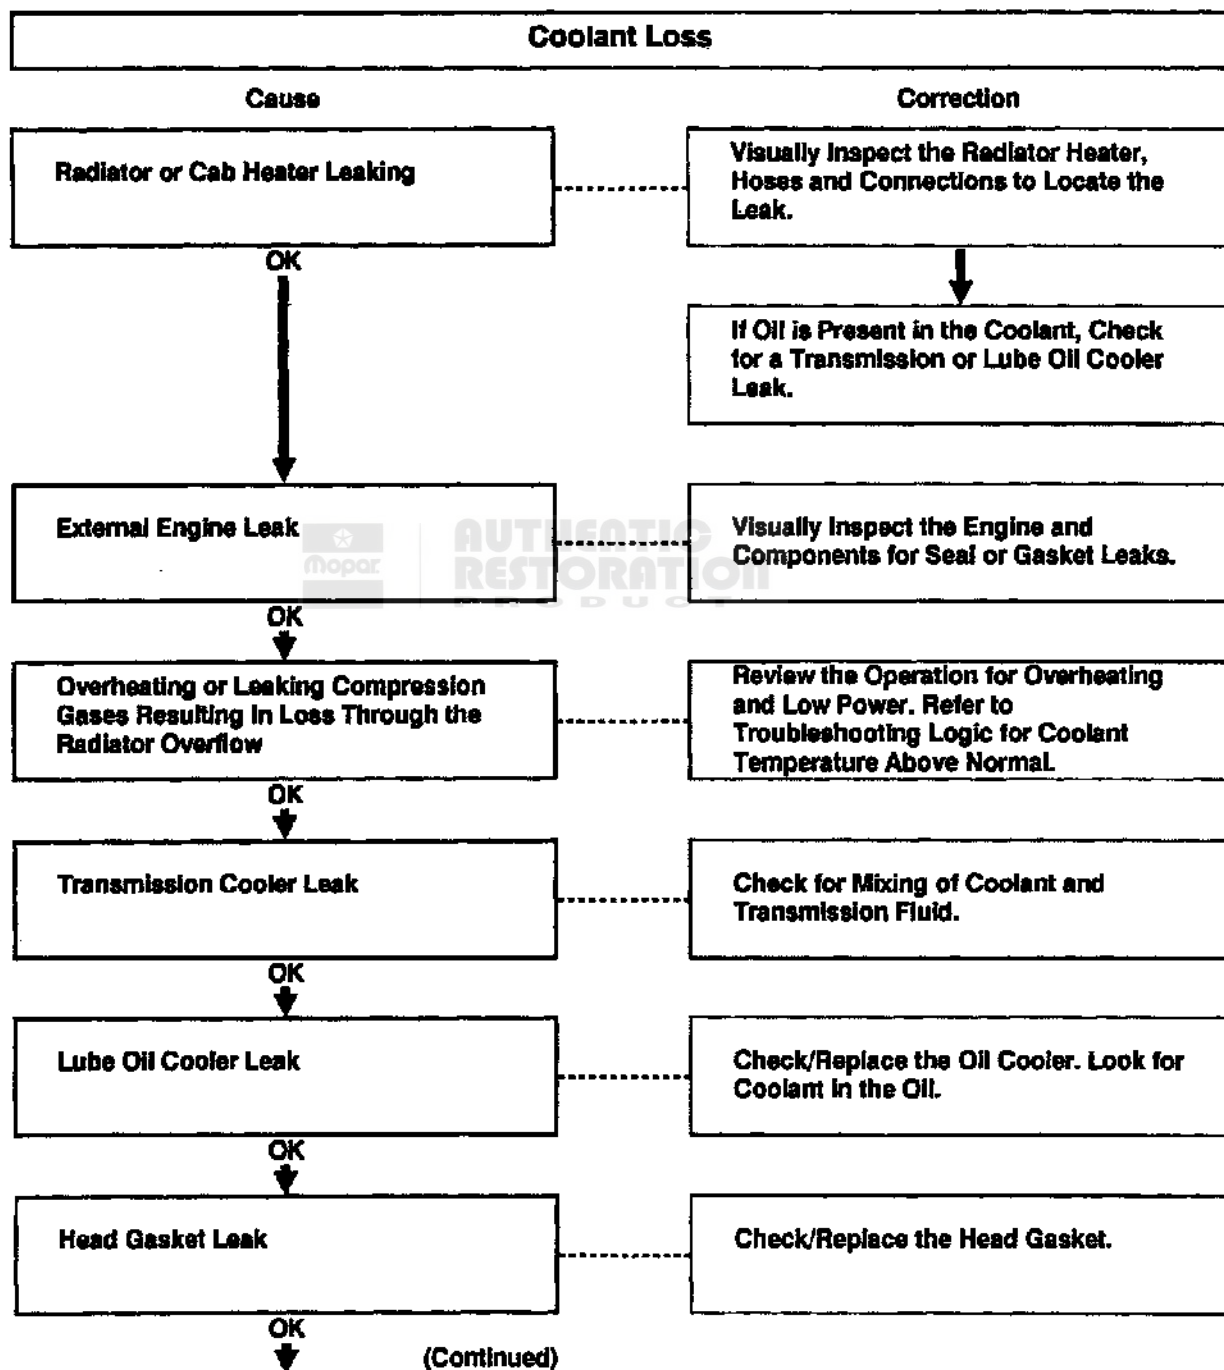 Coolant Loss
Cause
Correction
Radiator or Cab Heater Leaking
Visually Inspect the Radiator Heater,
Hoses and Connections to Locate the
Leak.
OK
If Oil is Present in the Coolant, Check
for a Transmission or Lube Oil Cooler
Leak.
External Engine Leak
Visually Inspect the Engine and
Components for Seal or Gasket Leaks.
Mopar
AUTHENTIC
RESTORATION
PRODUCT
OK
Overheating or Leaking Compression
Gases Resulting in Loss Through the
Radiator Overflow
Review the Operation for Overheating
and Low Power. Refer to
Troubleshooting Logic for Coolant
Temperature Above Normal.
OK
Transmission Cooler Leak
Check for Mixing of Coolant and
Transmission Fluid.
OK
Lube Oil Cooler Leak
Check/Replace the Oil Cooler. Look for
Coolant in the Oil.
OK
Head Gasket Leak
Check/Replace the Head Gasket.
OK
(Continued)